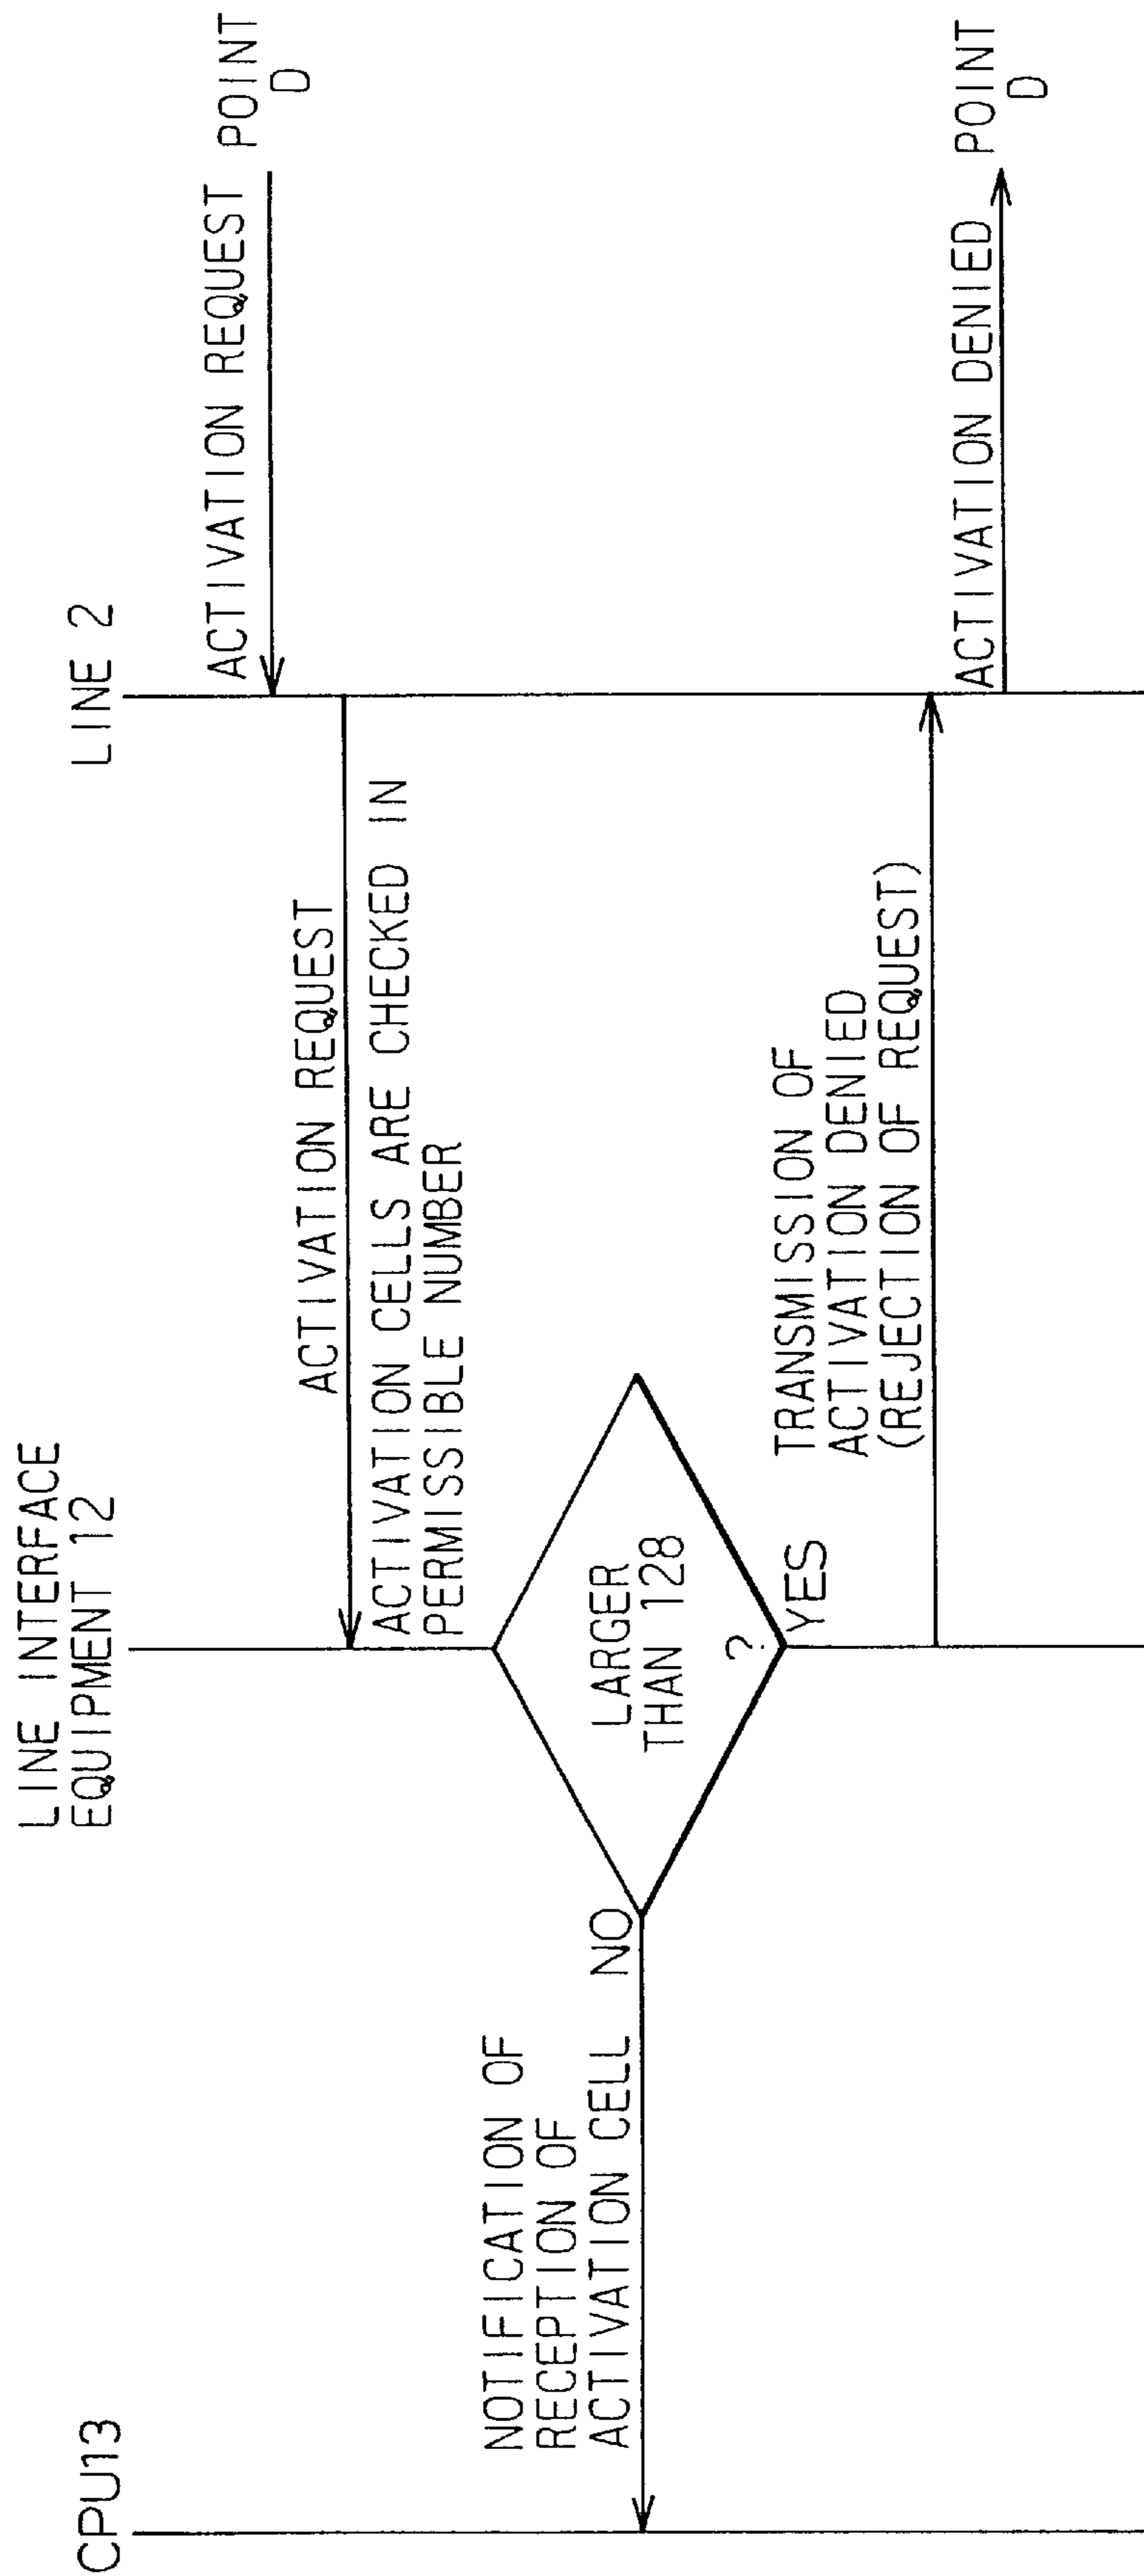 CPU13
LINE INTERFACE
EQUIPMENT 12
LINE 2
ACTIVATION REQUEST
POINT
D
ACTIVATION REQUEST
ACTIVATION CELLS ARE CHECKED IN
PERMISSIBLE NUMBER
NOTIFICATION OF
RECEPTION OF
ACTIVATION CELL
NO
LARGER
THAN 128
?
YES
TRANSMISSION OF
ACTIVATION DENIED
(REJECTION OF REQUEST)
ACTIVATION DENIED
POINT
D